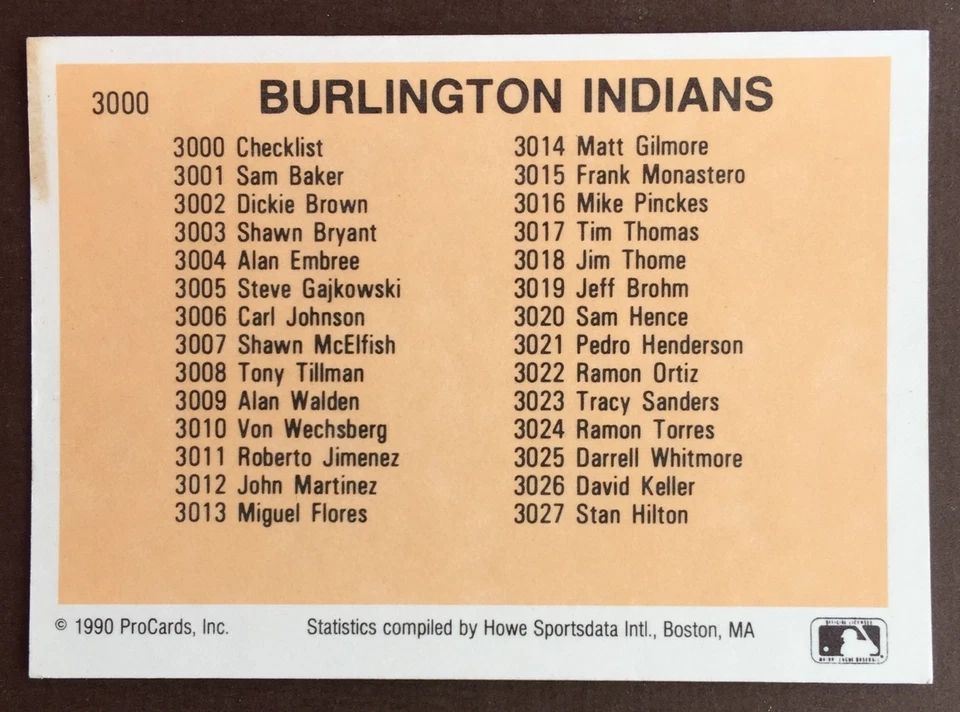 3000 BURLINGTON INDIANS
3000 Checklist
3001 Sam Baker
3002 Dickie Brown
3003 Shawn Bryant
3004 Alan Embree
3005 Steve Gajkowski
3006 Carl Johnson
3007 Shawn McElfish
3008 Tony Tillman
3009 Alan Walden
3010 Von Wechsberg
3011 Roberto Jimenez
3012 John Martinez
3013 Miguel Flores
3014 Matt Gilmore
3015 Frank Monastero
3016 Mike Pinckes
3017 Tim Thomas
3018 Jim Thome
3019 Jeff Brohm
3020 Sam Hence
3021 Pedro Henderson
3022 Ramon Ortiz
3023 Tracy Sanders
3024 Ramon Torres
3025 Darrell Whitmore
3026 David Keller
3027 Stan Hilton
© 1990 ProCards, Inc. Statistics compiled by Howe Sportsdata Intl., Boston, MA